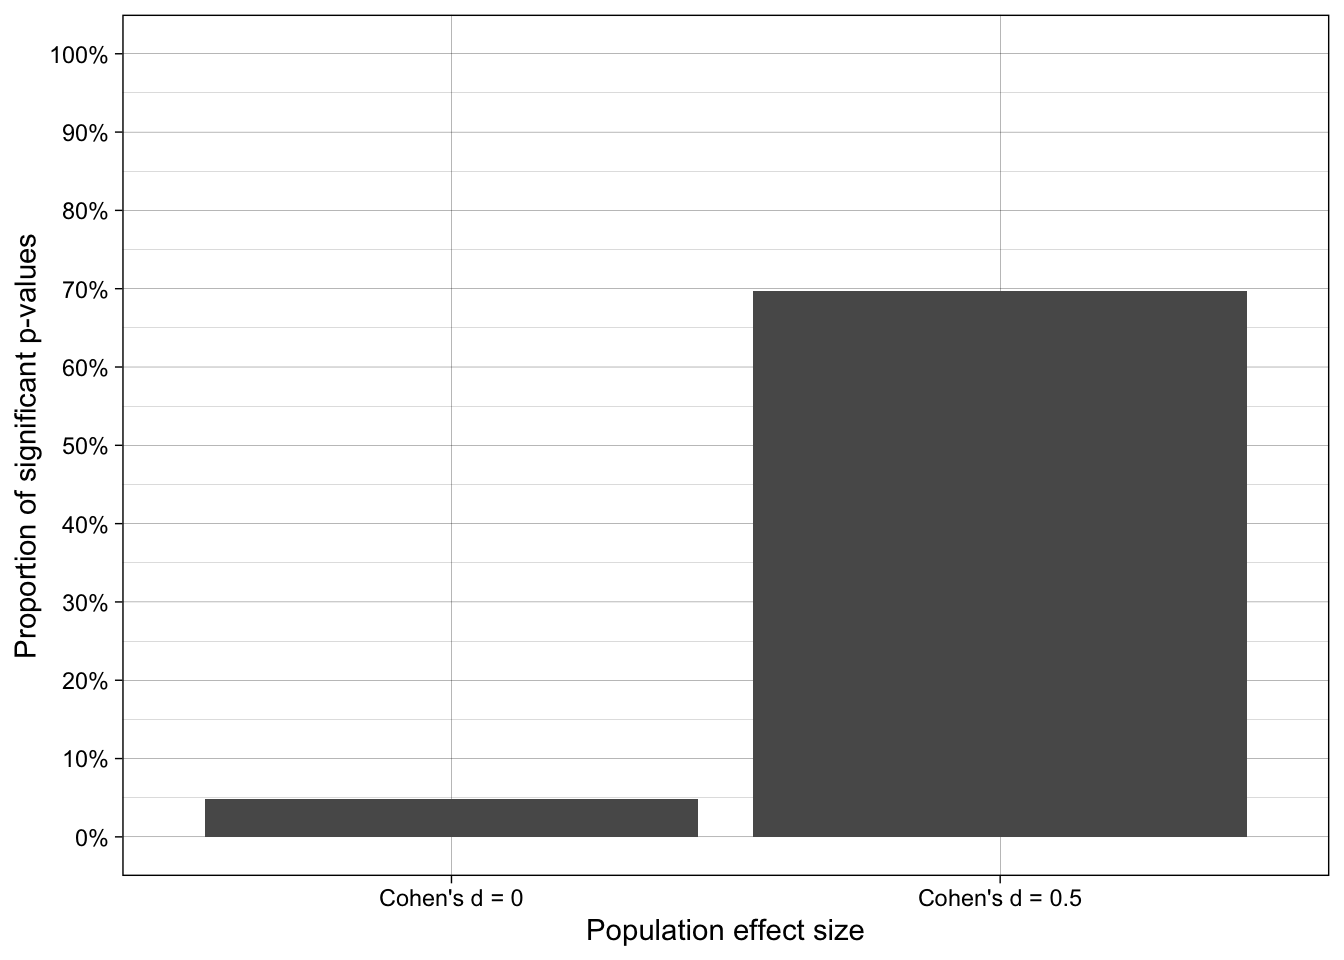 Proportion of significant p-values
100%
90%
80%
70%
60%
50%
40%
30%
20%
10%
0%
Cohen's d = 0
Cohen's d = 0.5
Population effect size